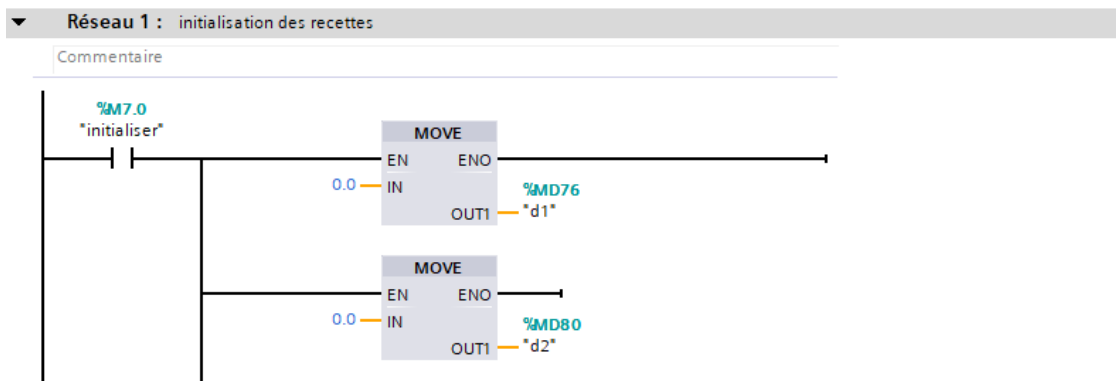 Réseau 1 : initialisation des recettes
Commentaire
%M7.0
"initialiser"
MOVE
EN ENO
0.0 IN
%MD76
OUT1 "d1"
MOVE
EN ENO
0.0 IN
%MD80
OUT1 "d2"